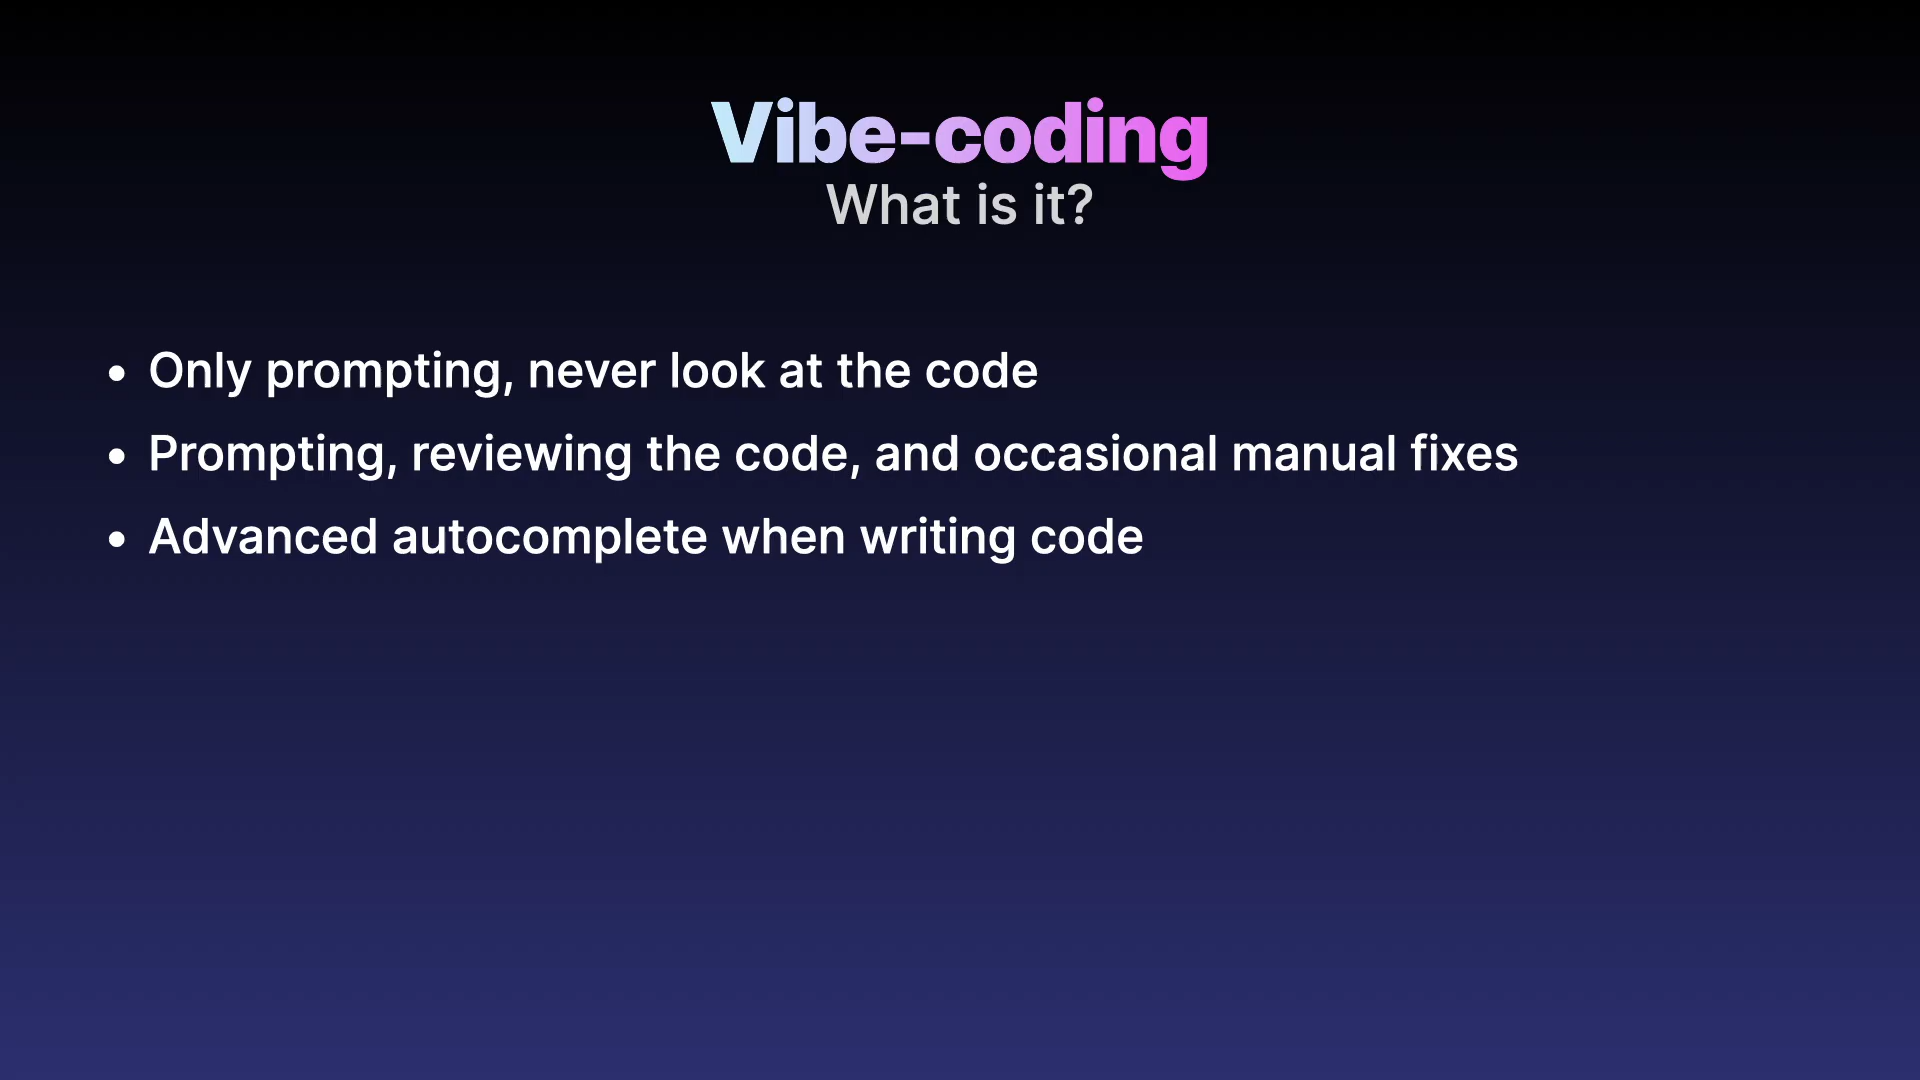 Vibe-coding
What is it?
• Only prompting, never look at the code
• Prompting, reviewing the code, and occasional manual fixes
• Advanced autocomplete when writing code